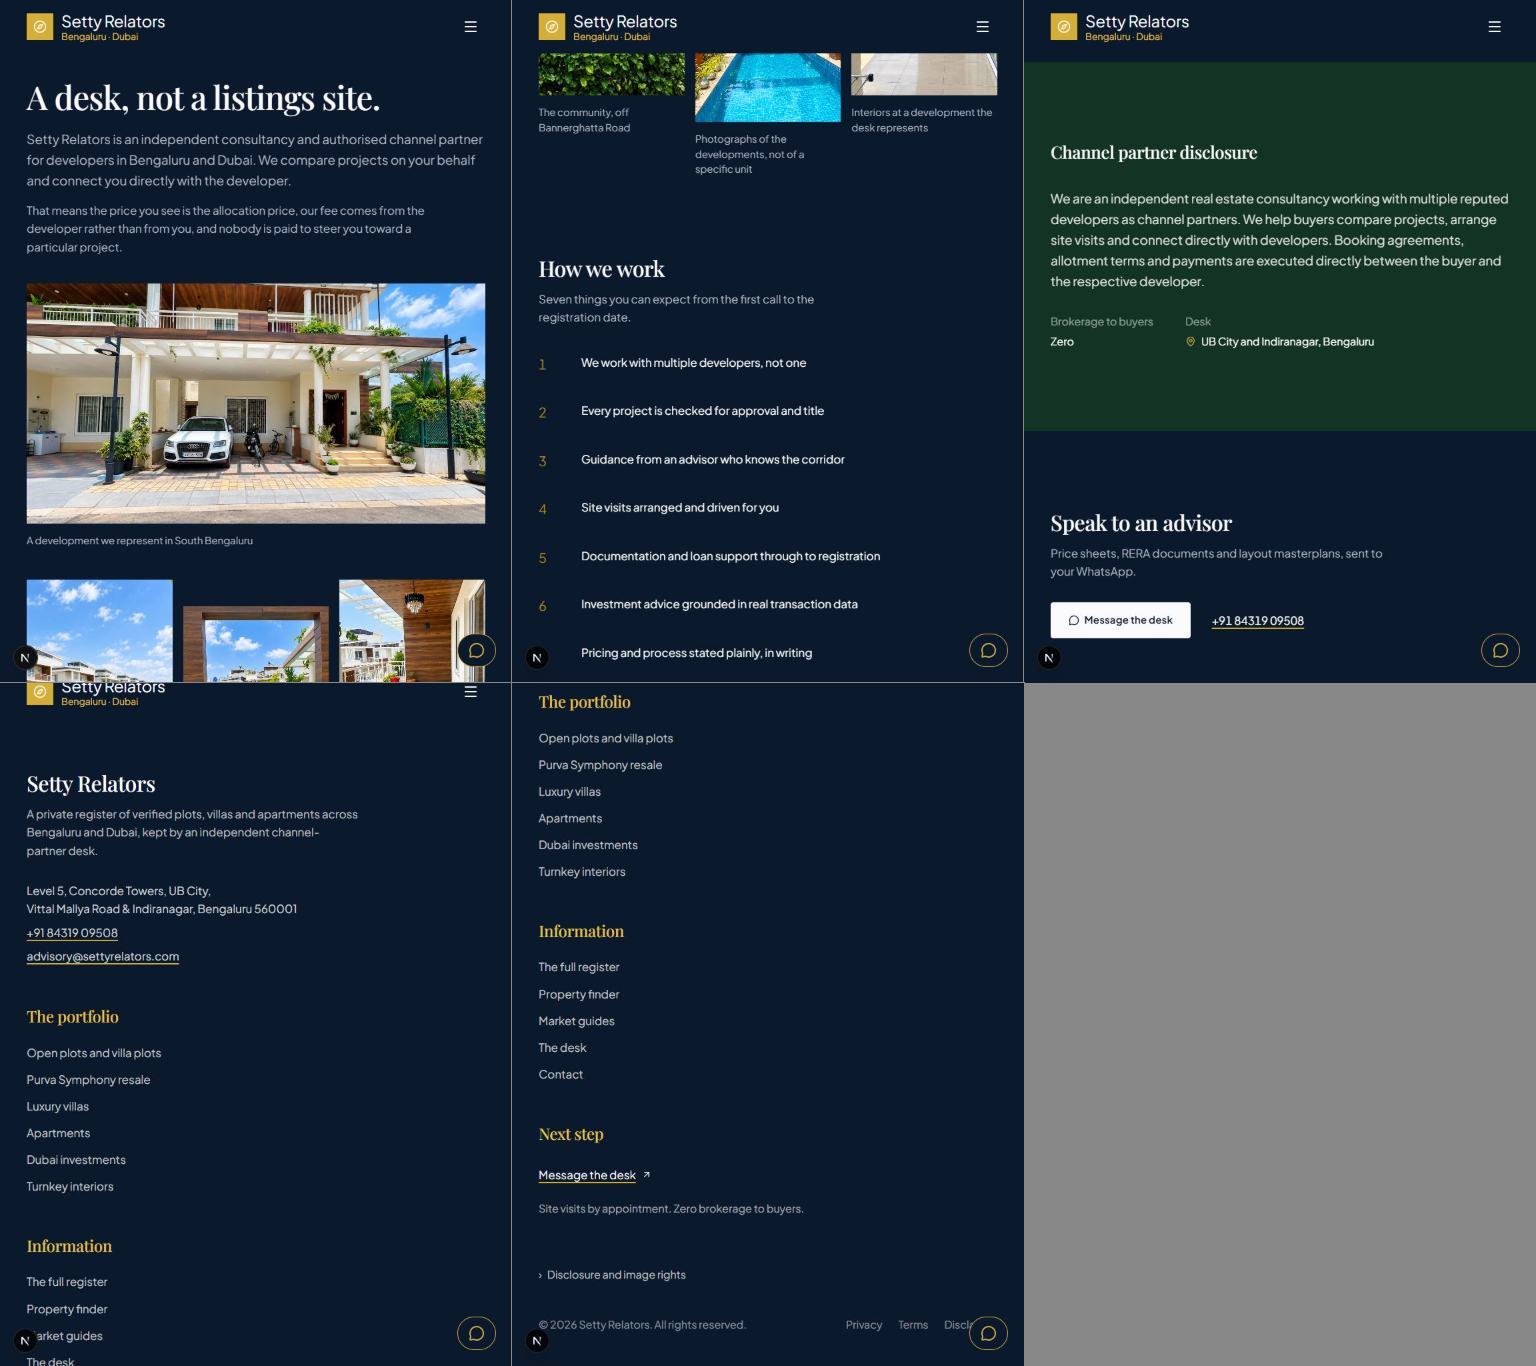 Setty Relators
Bengaluru · Dubai
A desk, not a listings site.
Setty Relators is an independent consultancy and authorised channel partner
for developers in Bengaluru and Dubai. We compare projects on your behalf
and connect you directly with the developer.
That means the price you see is the allocation price, our fee comes from the
developer rather than from you, and nobody is paid to steer you toward a
particular project.
A development we represent in South Bengaluru
N
Setty Relators
Bengaluru · Dubai
The community, off
Bannerghatta Road
Photographs of the
developments, not of a
specific unit
Interiors at a development the
desk represents
How we work
Seven things you can expect from the first call to the
registration date.
1 We work with multiple developers, not one
2 Every project is checked for approval and title
3 Guidance from an advisor who knows the corridor
4 Site visits arranged and driven for you
5 Documentation and loan support through to registration
6 Investment advice grounded in real transaction data
Pricing and process stated plainly, in writing
N
Setty Relators
Bengaluru · Dubai
Channel partner disclosure
We are an independent real estate consultancy working with multiple reputed
developers as channel partners. We help buyers compare projects, arrange
site visits and connect directly with developers. Booking agreements,
allotment terms and payments are executed directly between the buyer and
the respective developer.
Brokerage to buyers
Zero
Desk
UB City and Indiranagar, Bengaluru
Speak to an advisor
Price sheets, RERA documents and layout masterplans, sent to
your WhatsApp.
Message the desk
+91 84319 09508
N
Setty Relators
Bengaluru · Dubai
Setty Relators
A private register of verified plots, villas and apartments across
Bengaluru and Dubai, kept by an independent channel-
partner desk.
Level 5, Concorde Towers, UB City,
Vittal Mallya Road & Indiranagar, Bengaluru 560001
+91 84319 09508
advisory@settyrelators.com
The portfolio
Open plots and villa plots
Purva Symphony resale
Luxury villas
Apartments
Dubai investments
Turnkey interiors
Information
The full register
Property finder
arket guides
The desk
N
The portfolio
Open plots and villa plots
Purva Symphony resale
Luxury villas
Apartments
Dubai investments
Turnkey interiors
Information
The full register
Property finder
Market guides
The desk
Contact
Next step
Message the desk ↗
Site visits by appointment. Zero brokerage to buyers.
› Disclosure and image rights
© 2026 Setty Relators. All rights reserved.
Privacy Terms
N